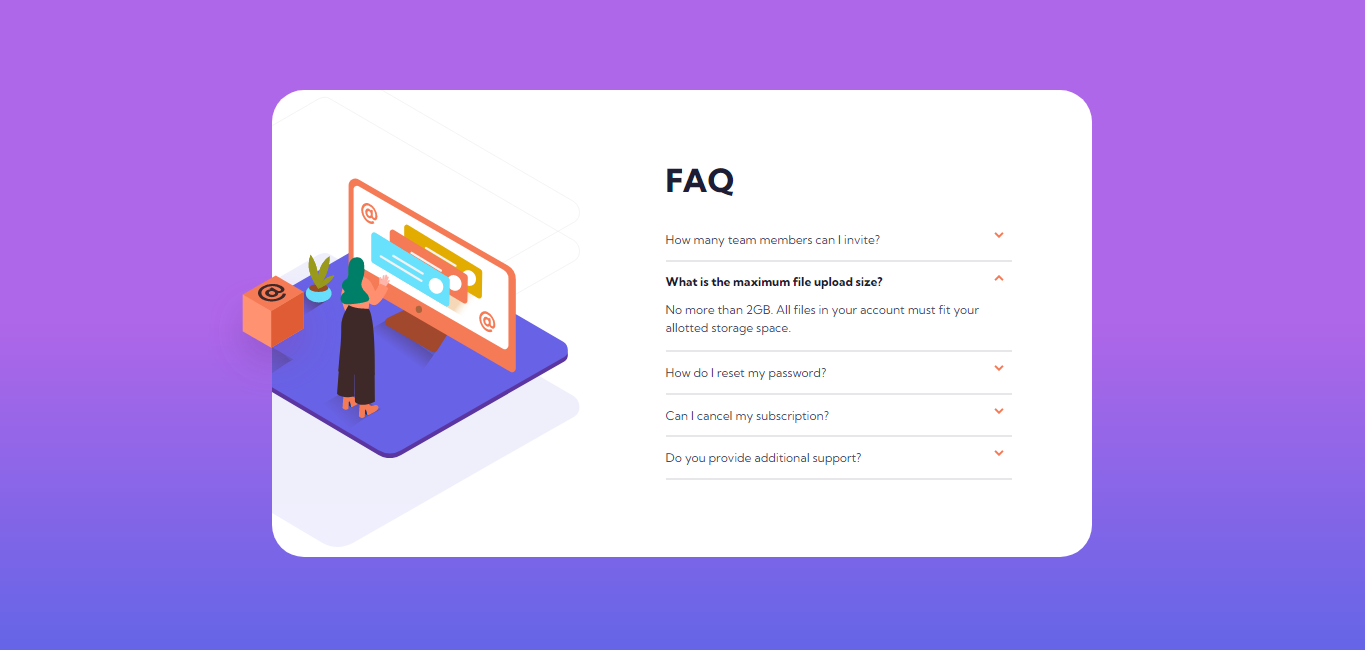 FAQ
How many team members can I invite?
What is the maximum file upload size?
No more than 2GB. All files in your account must fit your
allotted storage space.
How do I reset my password?
Can I cancel my subscription?
Do you provide additional support?
@
@
@